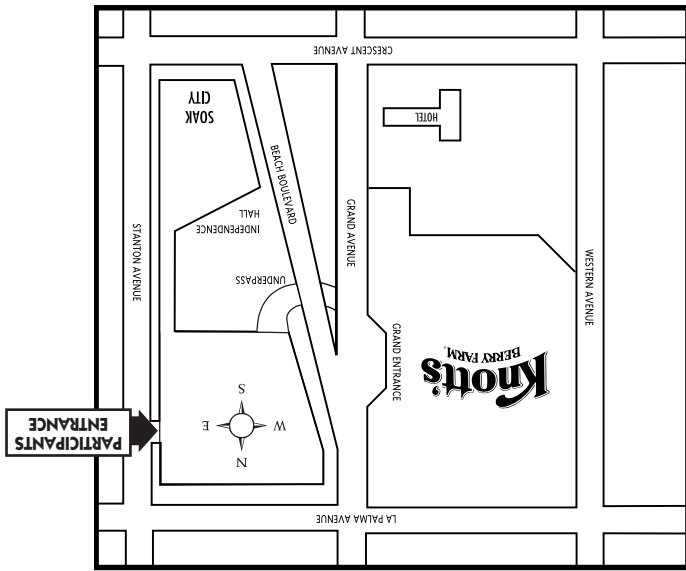 LA PALMA AVENUE
PARTICIPANTS
ENTRANCE
N
W
E
S
Knott's
BERRY FARM®
GRAND ENTRANCE
UNDERPASS
WESTERN AVENUE
GRAND AVENUE
STANTON AVENUE
INDEPENDENCE
HALL
BEACH BOULEVARD
HOTEL
SOAK
CITY
CRESCENT AVENUE